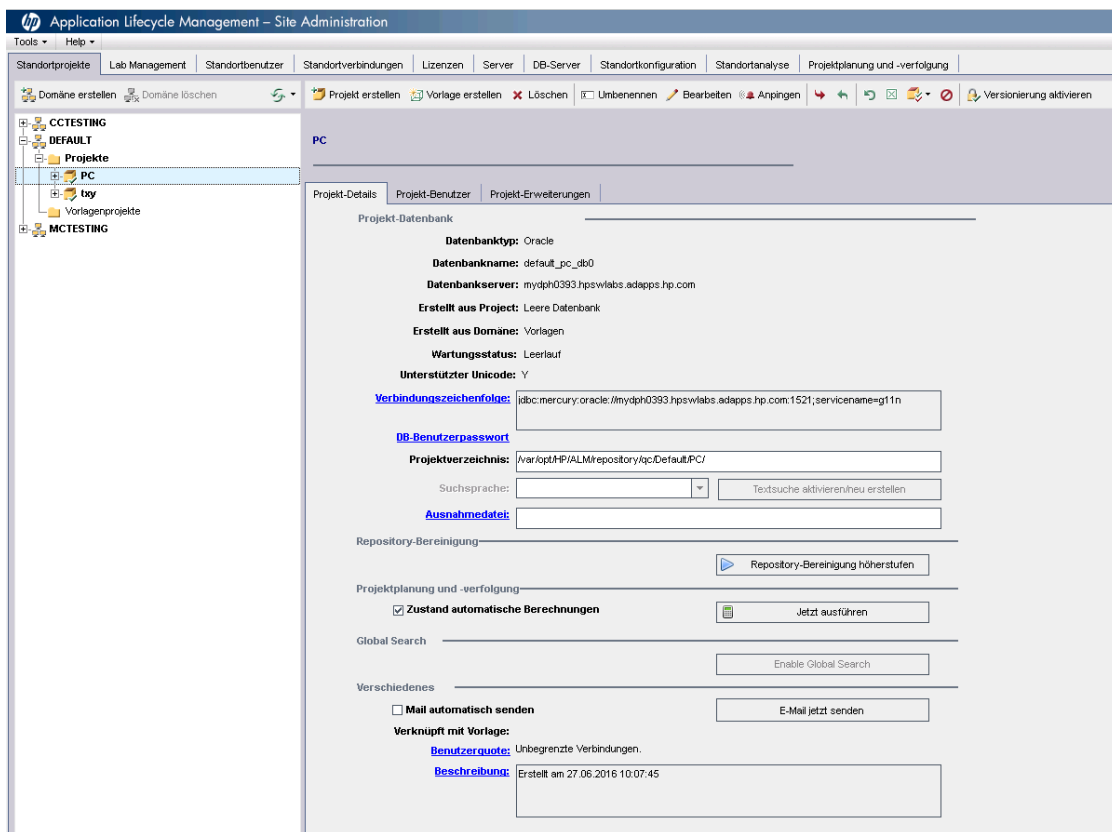 hp Application Lifecycle Management – Site Administration
Tools Help
Standortprojekte Lab Management Standortbenutzer Standortverbindungen Lizenzen Server DB-Server Standortkonfiguration Standortanalyse Projektplanung und -verfolgung
Domäne erstellen Domäne löschen Projekt erstellen Vorlage erstellen Löschen Umbenennen Bearbeiten Anpingen Versionierung aktivieren
CCTESTING
DEFAULT
Projekte
PC
txy
Vorlagenprojekte
MCTESTING
PC
Projekt-Details Projekt-Benutzer Projekt-Erweiterungen
Projekt-Datenbank
Datenbanktyp: Oracle
Datenbankname: default_pc_db0
Datenbankserver: mydph0393.hpswlabs.adapps.hp.com
Erstellt aus Project: Leere Datenbank
Erstellt aus Domäne: Vorlagen
Wartungsstatus: Leerlauf
Unterstützter Unicode: Y
Verbindungszeichenfolge: jdbc:mercury:oracle://mydph0393.hpswlabs.adapps.hp.com:1521;servicename=g11n
DB-Benutzerpasswort
Projektverzeichnis: /var/opt/HP/ALM/repository/qc/Default/PC/
Suchsprache: Textsuche aktivieren/neu erstellen
Ausnahmedatei:
Repository-Bereinigung
Repository-Bereinigung höherstufen
Projektplanung und -verfolgung
Zustand automatische Berechnungen Jetzt ausführen
Global Search
Enable Global Search
Verschiedenes
Mail automatisch senden E-Mail jetzt senden
Verknüpft mit Vorlage:
Benutzerquote: Unbegrenzte Verbindungen.
Beschreibung: Erstellt am 27.06.2016 10:07:45